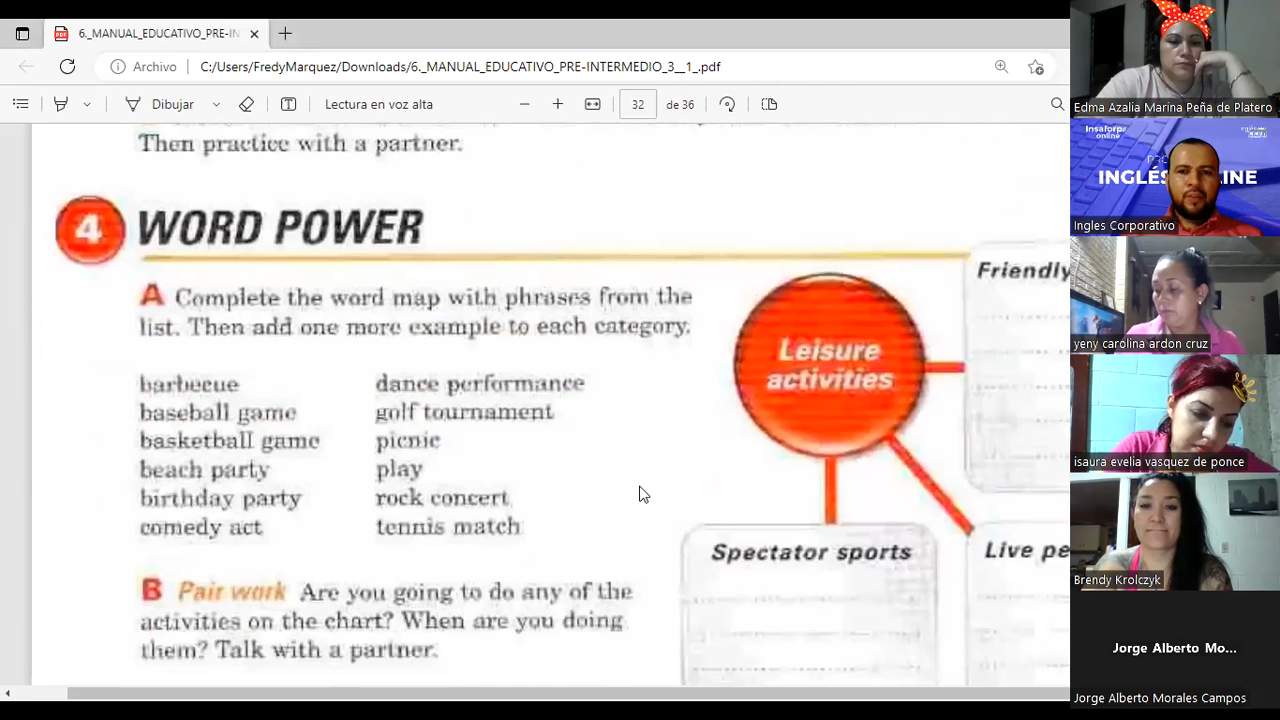 6._MANUAL_EDUCATIVO_PRE-IN
Archivo
C:/Users/FredyMarquez/Downloads/6._MANUAL_EDUCATIVO_PRE-INTERMEDIO_3__1_.pdf
Dibujar
Lectura en voz alta
32
de 36
Then practice with a partner.
4 WORD POWER
A Complete the word map with phrases from the
list. Then add one more example to each category.
barbecue
baseball game
basketball game
beach party
birthday party
comedy act
dance performance
golf tournament
picnic
play
rock concert
tennis match
B Pair work Are you going to do any of the
activities on the chart? When are you doing
them? Talk with a partner.
Leisure
activities
Friendly
Spectator sports
Live pe
Edma Azalia Marina Peña de Platero
Insaforp
online
INGLÉS
LINE
Ingles Corporativo
yeny carolina ardon cruz
isaura evelia vasquez de ponce
Brendy Krolczyk
Jorge Alberto Mo...
Jorge Alberto Morales Campos